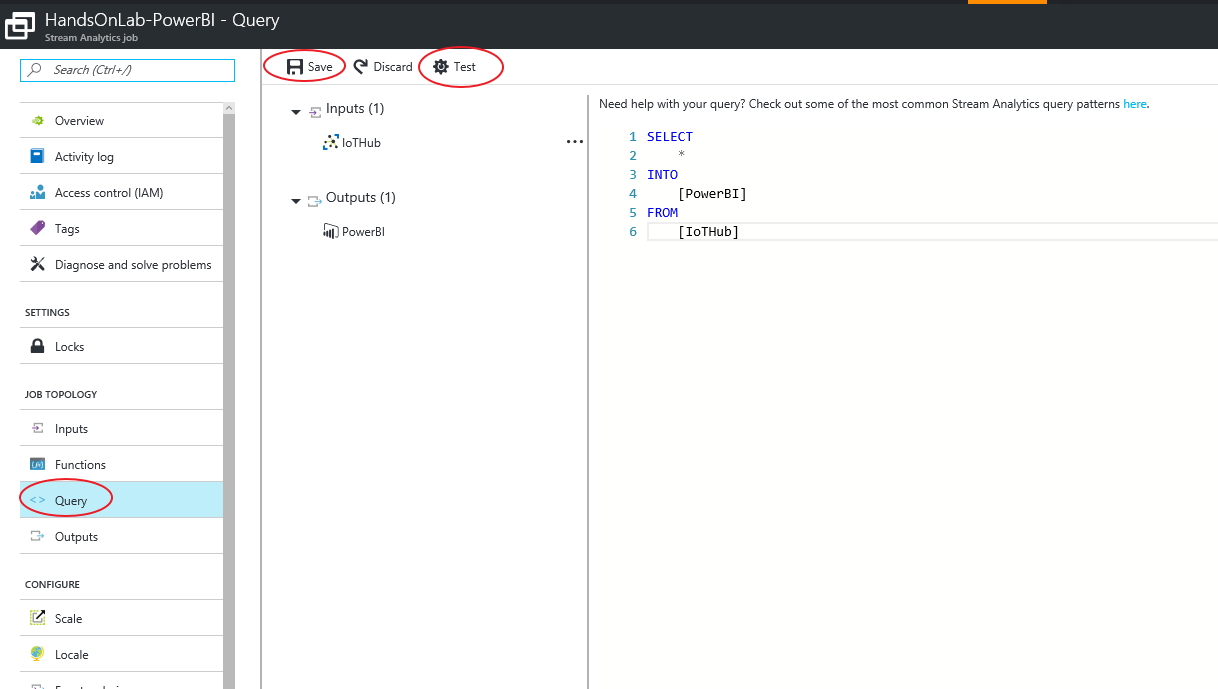 HandsOnLab-PowerBI - Query
Stream Analytics job
Search (Ctrl+/)
Overview
Activity log
Access control (IAM)
Tags
Diagnose and solve problems
SETTINGS
Locks
JOB TOPOLOGY
Inputs
Functions
<> Query
Outputs
CONFIGURE
Scale
Locale
Save Discard Test
Inputs (1)
IoTHub
Outputs (1)
PowerBI
Need help with your query? Check out some of the most common Stream Analytics query patterns here.
1 SELECT
2 *
3 INTO
4 [PowerBI]
5 FROM
6 [IoTHub]